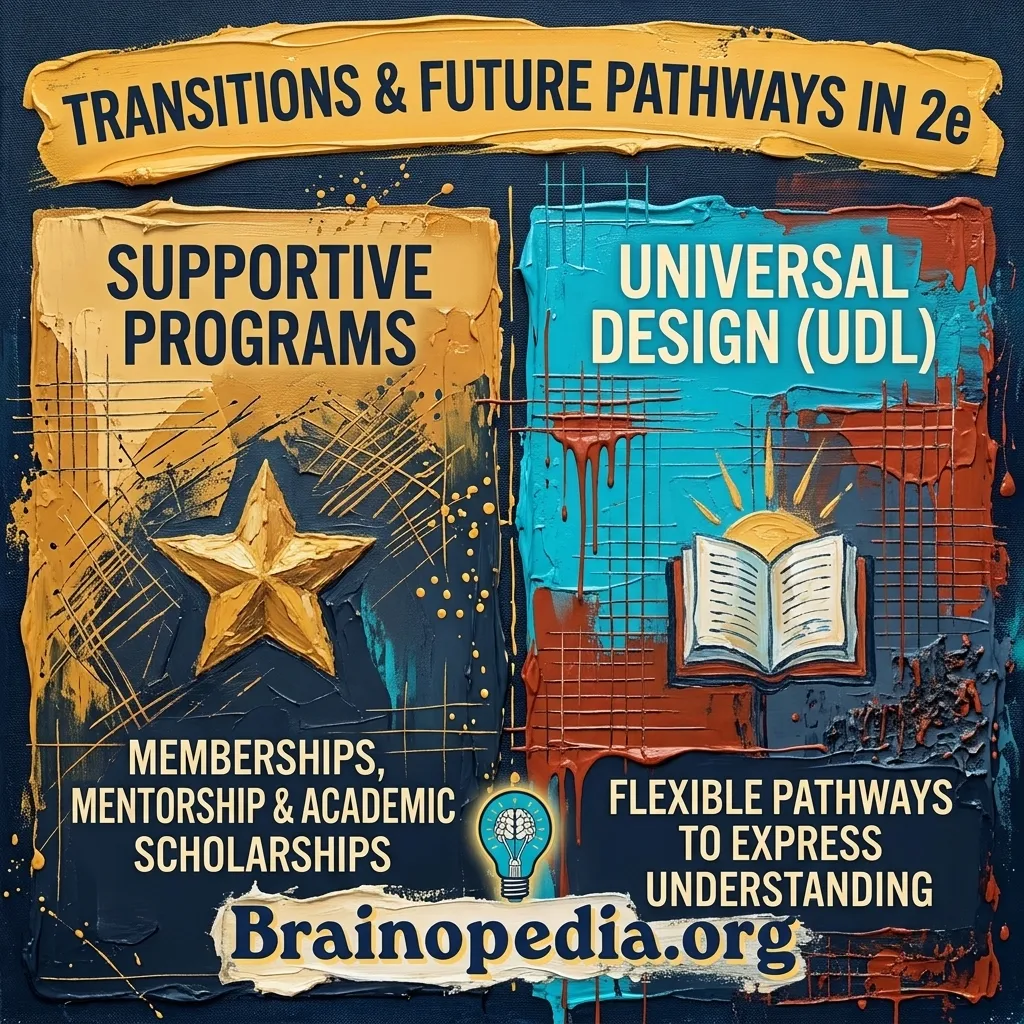 TRANSITIONS & FUTURE PATHWAYS IN 2e
SUPPORTIVE
PROGRAMS
MEMBERSHIPS,
MENTORSHIP & ACADEMIC
SCHOLARSHIPS
UNIVERSAL
DESIGN (UDL)
FLEXIBLE PATHWAYS
TO EXPRESS
UNDERSTANDING
Brainopedia.org